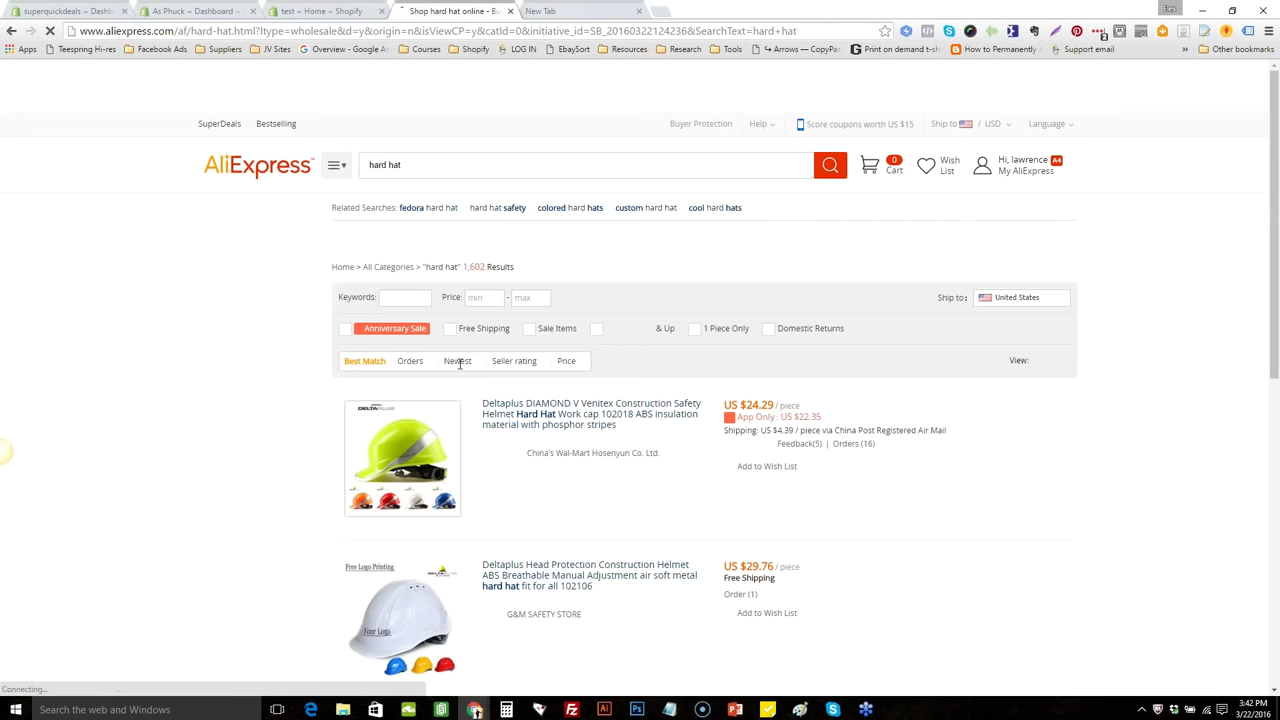 superquickdeals – Dashb
As Phuck – Dashboard –
test – Home – Shopify
Shop hard hat online - Bu
New Tab
Flex
www.aliexpress.com/af/hard-hat.html?ltype=wholesale&d=y&origin=n&isViewCP=y&catId=0&initiative_id=SB_20160322124236&SearchText=hard+hat
Apps
Teespring Hi-res
Facebook Ads
Suppliers
JV Sites
Overview - Google An
Courses
Shopify
LOG IN
EbaySort
Resources
Research
Tools
Arrows — CopyPas
Print on demand t-sh
How to Permanently
Support email
Other bookmarks
SuperDeals
Bestselling
Buyer Protection
Help
Score coupons worth US $15
Ship to / USD
Language
AliExpress™
hard hat
0
Cart
Wish
List
Hi, lawrence A4
My AliExpress
Related Searches: fedora hard hat hard hat safety colored hard hats custom hard hat cool hard hats
Home > All Categories > "hard hat" 1,602 Results
Keywords:
Price: min - max
Ship to: United States
Anniversary Sale
Free Shipping
Sale Items
& Up
1 Piece Only
Domestic Returns
Best Match
Orders
Newest
Seller rating
Price
View:
DELTAPLUS
Deltaplus DIAMOND V Venitex Construction Safety
Helmet Hard Hat Work cap 102018 ABS insulation
material with phosphor stripes
China's Wal-Mart Hosenyun Co. Ltd.
US $24.29 / piece
App Only : US $22.35
Shipping: US $4.39 / piece via China Post Registered Air Mail
Feedback(5) | Orders (16)
Add to Wish List
Free Logo Printing
Your Logo
Deltaplus Head Protection Construction Helmet
ABS Breathable Manual Adjustment air soft metal
hard hat fit for all 102106
G&M SAFETY STORE
US $29.76 / piece
Free Shipping
Order (1)
Add to Wish List
Connecting...
Search the web and Windows
3:42 PM
3/22/2016